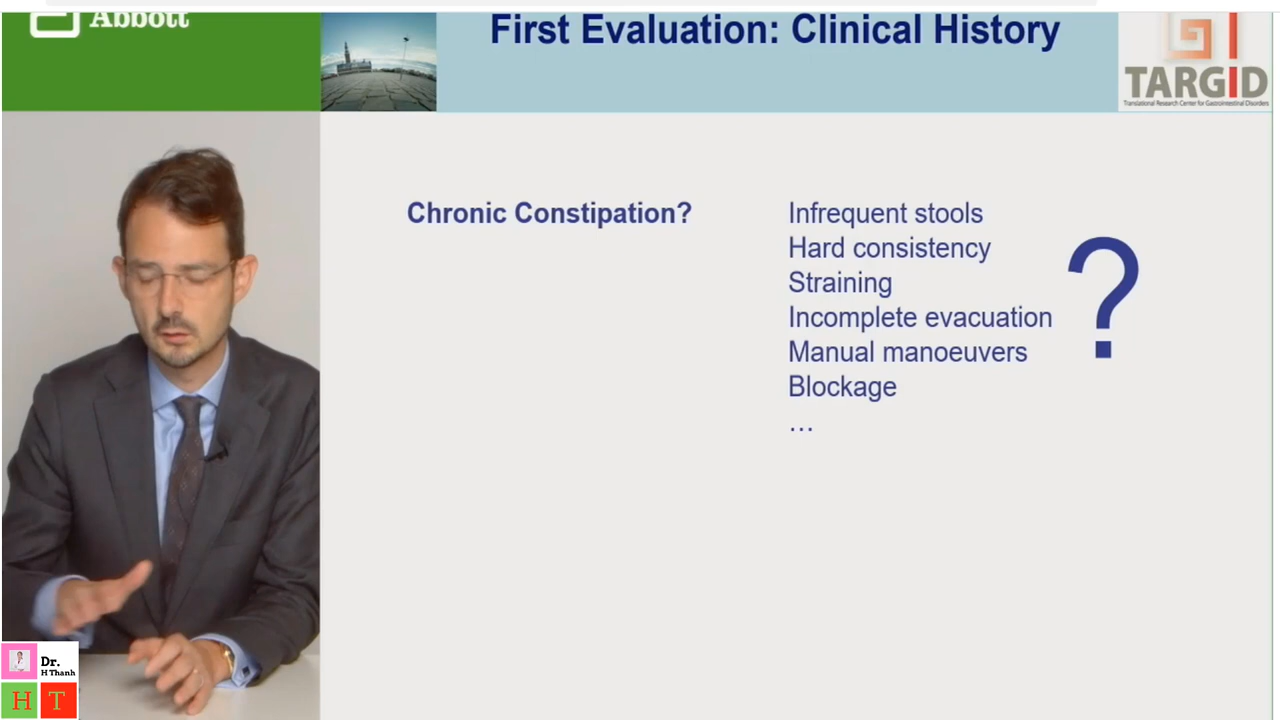 Abbott
First Evaluation: Clinical History
TARGID
Translational Research Center for Gastrointestinal Disorders
Chronic Constipation?
Infrequent stools
Hard consistency
Straining
Incomplete evacuation
Manual manoeuvers
Blockage
...
?
Dr.
H Thanh
H T